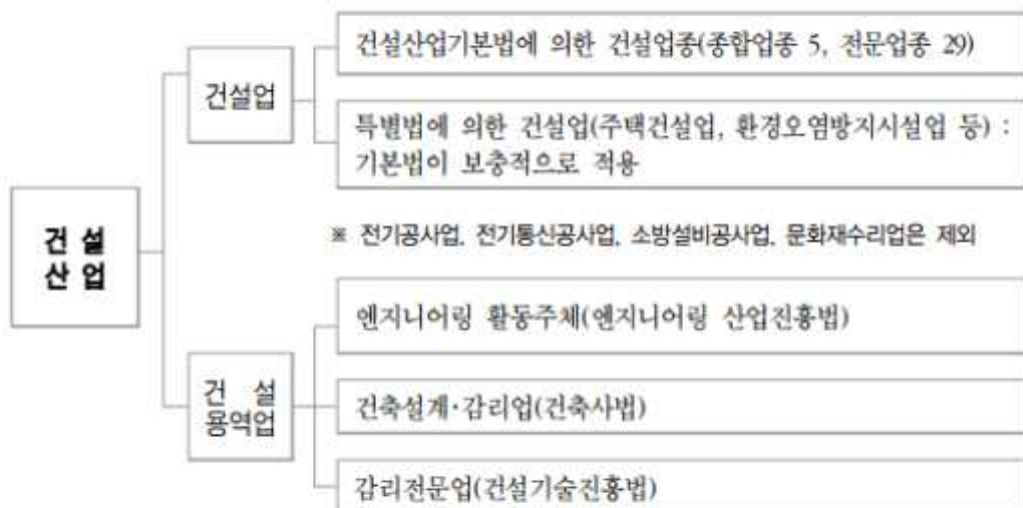 건설산업기본법에 의한 건설업종(종합업종 5, 전문업종 29)
건설업
특별법에 의한 건설업(주택건설업, 환경오염방지시설업 등) :
기본법이 보충적으로 적용
건 설
산 업
※ 전기공사업, 전기통신공사업, 소방설비공사업, 문화재수리업은 제외
엔지니어링 활동주체(엔지니어링 산업진흥법)
건 설
용역업
건축설계·감리업(건축사법)
감리전문업(건설기술진흥법)